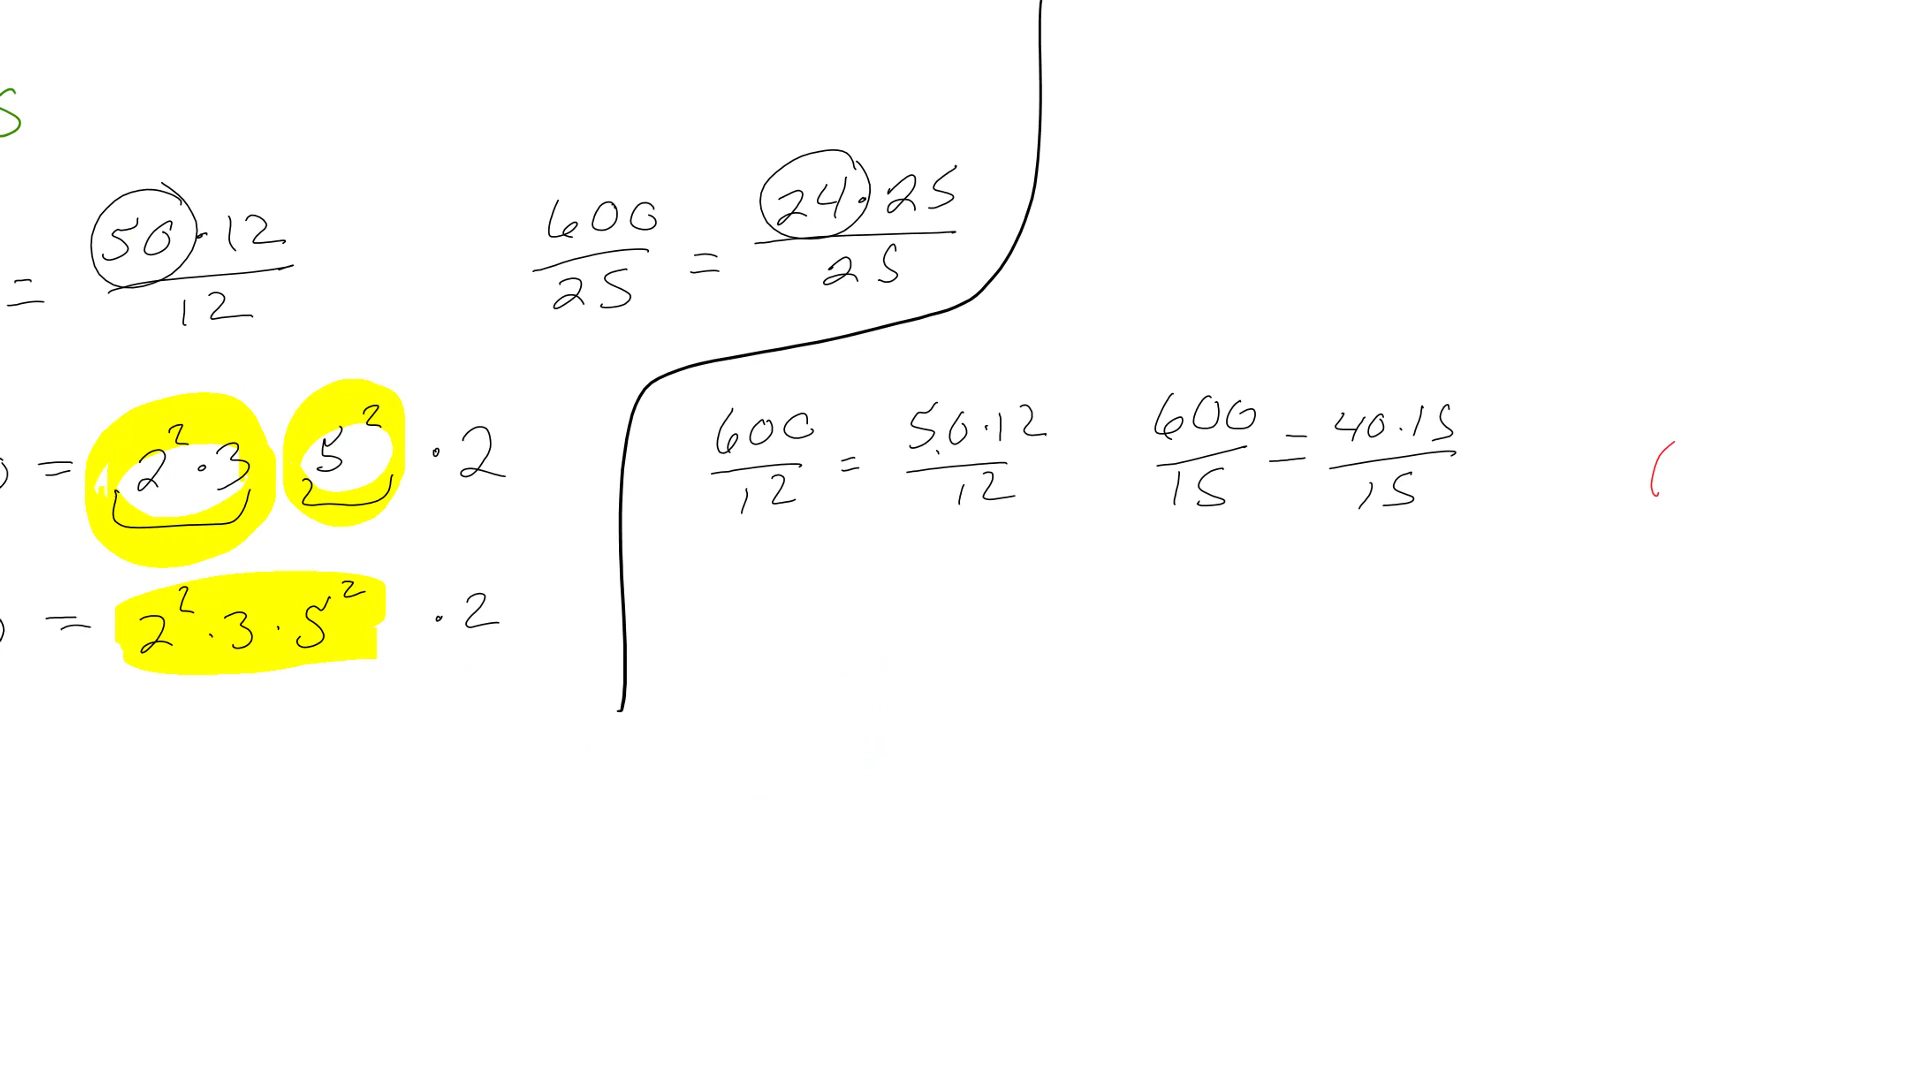 S
= 50·12 / 12
600 / 25 = 24·25 / 25
= 2²·3 5² · 2
= 2²·3·5² · 2
600 / 12 = 50·12 / 12
600 / 15 = 40·15 / 15
(